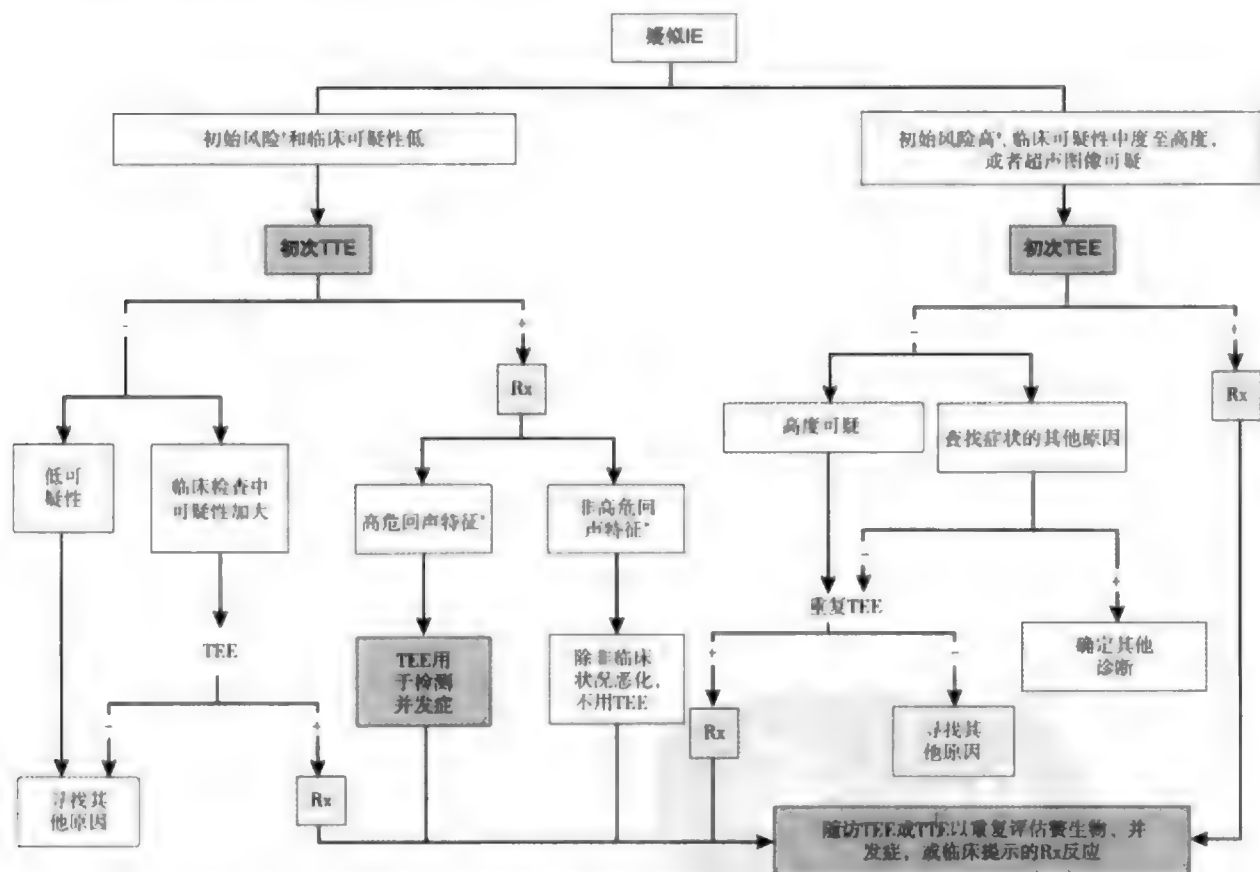 疑似IE
初始风险*和临床可疑性低
初始风险高*、临床可疑性中度至高度，
或者超声图像可疑
初次TTE
初次TEE
−
+
−
+
Rx
Rx
低可
疑性
临床检查中
可疑性加大
高危回声特征*
非高危回
声特征*
高度可疑
查找症状的其他原因
−
+
TEE
重复TEE
TEE用
于检测
并发症
除非临床
状况恶化，
不用TEE
确定其他
诊断
−
+
+
−
Rx
Rx
寻找其
他原因
寻找其
他原因
随访TEE或TTE以重复评估赘生物、并
发症，或临床提示的Rx反应